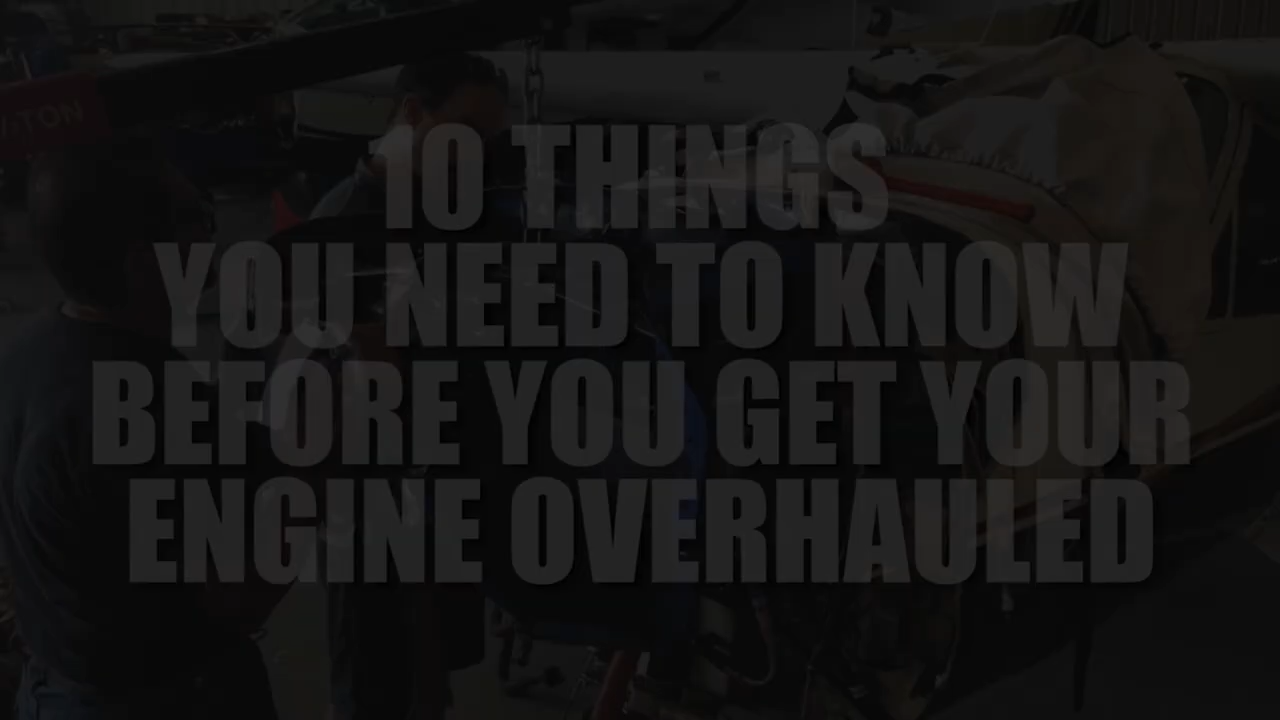 10 THINGS
YOU NEED TO KNOW
BEFORE YOU GET YOUR
ENGINE OVERHAULED